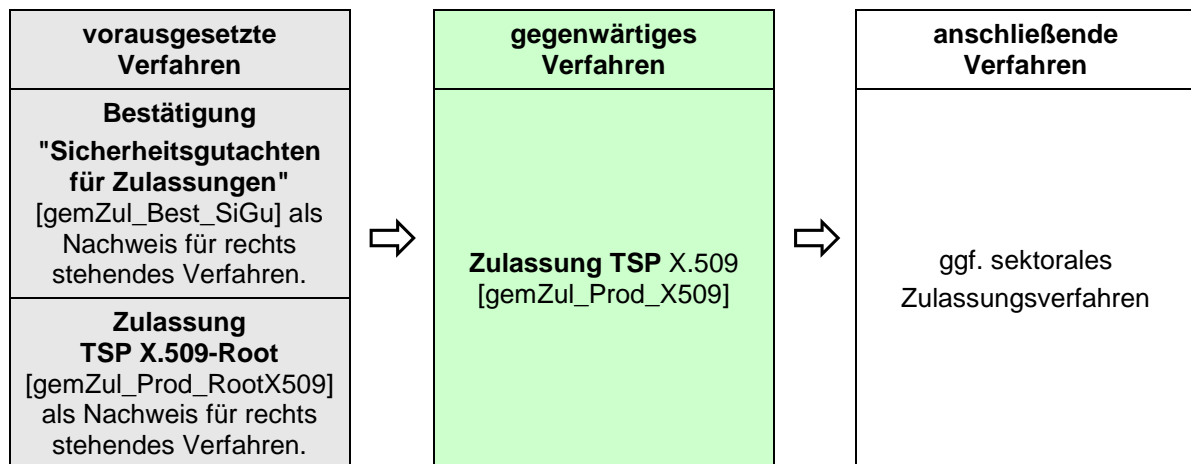 vorausgesetzte
Verfahren
Bestätigung
"Sicherheitsgutachten
für Zulassungen"
[gemZul_Best_SiGu] als
Nachweis für rechts
stehendes Verfahren.
Zulassung
TSP X.509-Root
[gemZul_Prod_RootX509]
als Nachweis für rechts
stehendes Verfahren.
gegenwärtiges
Verfahren
Zulassung TSP X.509
[gemZul_Prod_X509]
anschließende
Verfahren
ggf. sektorales
Zulassungsverfahren